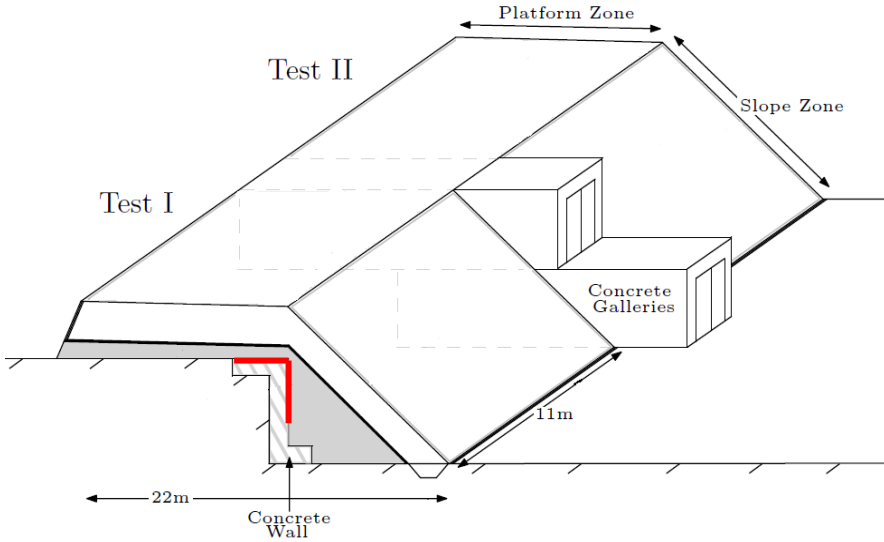 Platform Zone
Test II
Slope Zone
Test I
Concrete
Galleries
11m
22m
Concrete
Wall